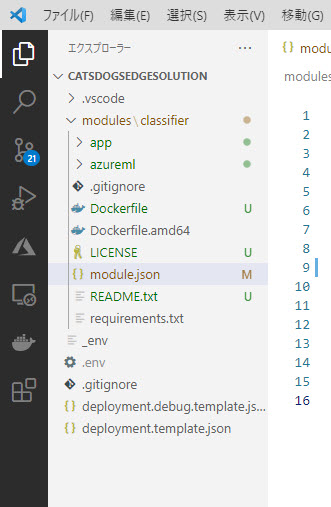 ファイル(F) 編集(E) 選択(S) 表示(V) 移動(G)
エクスプローラー ···
{ } modu
CATSDOGSEDGESOLUTION
modules
.vscode
modules \ classifier
app
azureml
.gitignore
Dockerfile U
Dockerfile.amd64
LICENSE U
{ } module.json M
README.txt U
requirements.txt
_env
.env
.gitignore
{ } deployment.debug.template.js...
{ } deployment.template.json
21
1
2
3
4
5
6
7
8
9
10
11
12
13
14
15
16